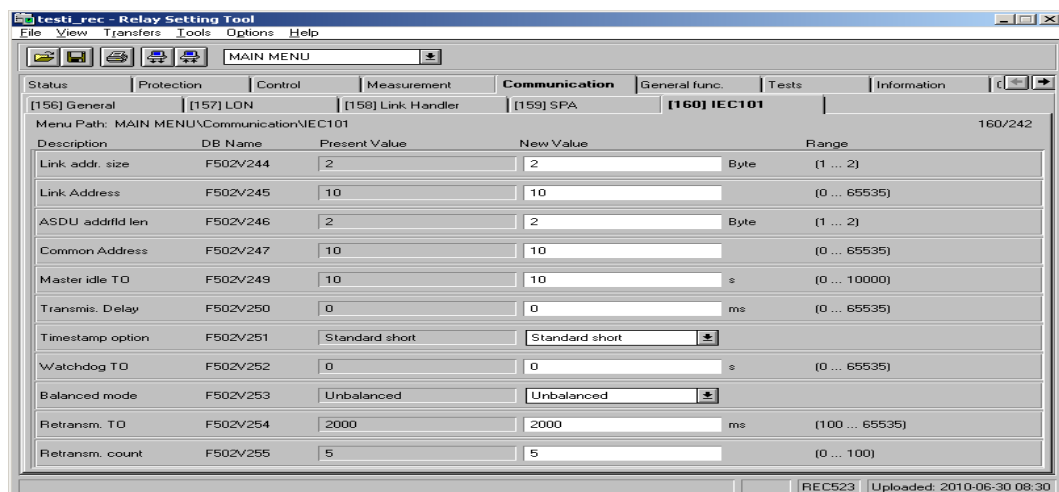 testi_rec - Relay Setting Tool
File View Transfers Tools Options Help
MAIN MENU
Status Protection Control Measurement Communication General func. Tests Information
[156] General [157] LON [158] Link Handler [159] SPA [160] IEC101
Menu Path: MAIN MENU\Communication\IEC101 160/242
Description DB Name Present Value New Value Range
Link addr. size F502V244 2 2 Byte (1 ... 2)
Link Address F502V245 10 10 (0 ... 65535)
ASDU addrfld len F502V246 2 2 Byte (1 ... 2)
Common Address F502V247 10 10 (0 ... 65535)
Master idle TO F502V249 10 10 s (0 ... 10000)
Transmis. Delay F502V250 0 0 ms (0 ... 65535)
Timestamp option F502V251 Standard short Standard short
Watchdog TO F502V252 0 0 s (0 ... 65535)
Balanced mode F502V253 Unbalanced Unbalanced
Retransm. TO F502V254 2000 2000 ms (100 ... 65535)
Retransm. count F502V255 5 5 (0 ... 100)
REC523 Uploaded: 2010-06-30 08:30